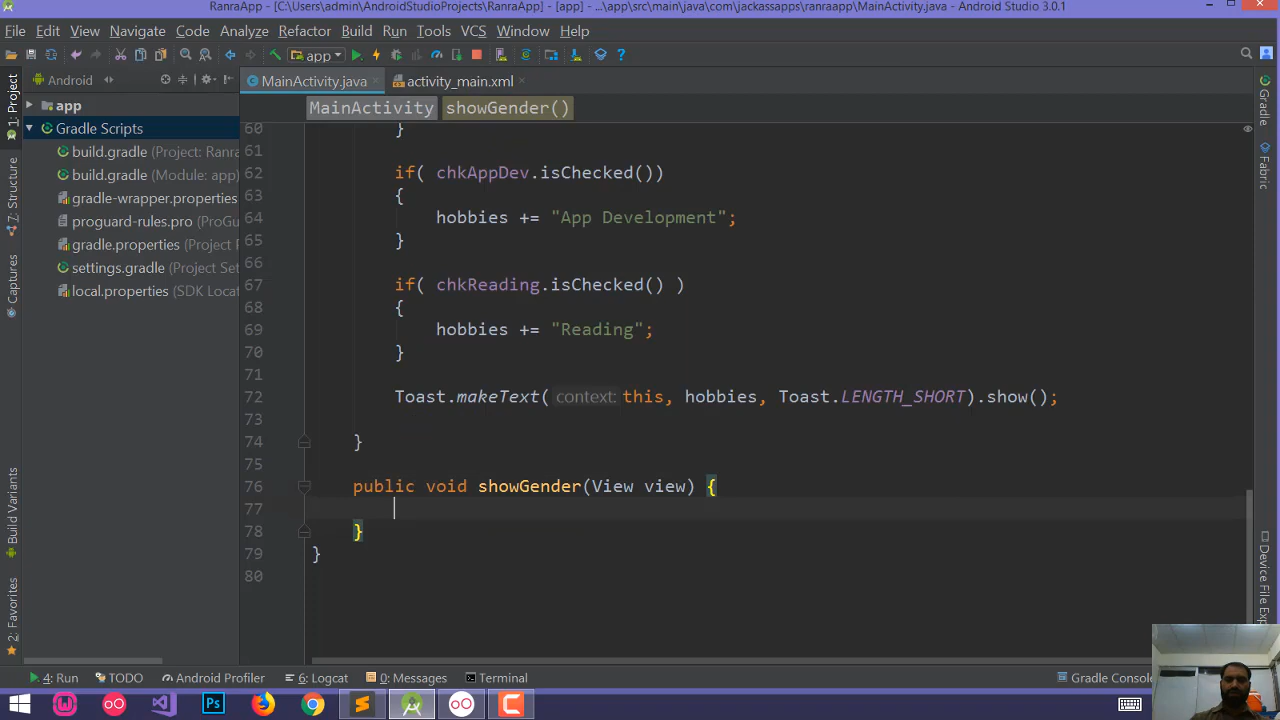 RanraApp - [C:\Users\admin\AndroidStudioProjects\RanraApp] - [app] - ...\app\src\main\java\com\jackassapps\ranraapp\MainActivity.java - Android Studio 3.0.1
File Edit View Navigate Code Analyze Refactor Build Run Tools VCS Window Help
app
Android
MainActivity.java activity_main.xml
MainActivity showGender()
1: Project
7: Structure
Captures
Build Variants
2: Favorites
app
Gradle Scripts
build.gradle (Project: Ranra
build.gradle (Module: app)
gradle-wrapper.properties
proguard-rules.pro (ProGu
gradle.properties (Project F
settings.gradle (Project Set
local.properties (SDK Locat
60 }
61
62 if( chkAppDev.isChecked())
63 {
64 hobbies += "App Development";
65 }
66
67 if( chkReading.isChecked() )
68 {
69 hobbies += "Reading";
70 }
71
72 Toast.makeText( context: this, hobbies, Toast.LENGTH_SHORT).show();
73
74 }
75
76 public void showGender(View view) {
77
78 }
79 }
80
Gradle
Fabric
Device File Exp
4: Run TODO Android Profiler 6: Logcat 0: Messages Terminal Gradle Conso
Ps